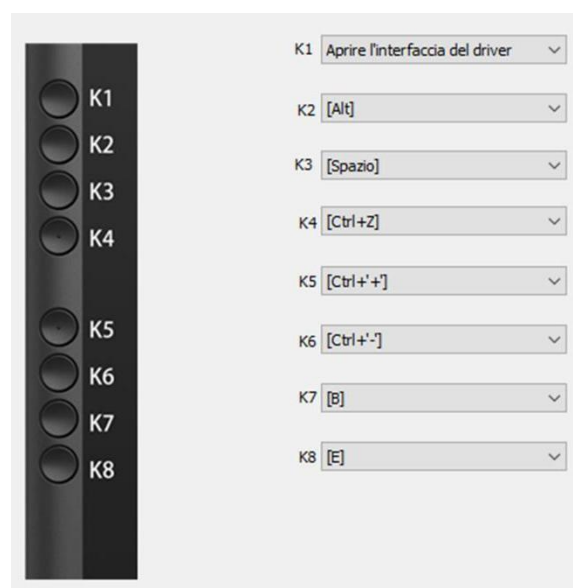 K1
K2
K3
K4
K5
K6
K7
K8
K1 Aprire l'interfaccia del driver
K2 [Alt]
K3 [Spazio]
K4 [Ctrl+Z]
K5 [Ctrl+'+']
K6 [Ctrl+'-']
K7 [B]
K8 [E]